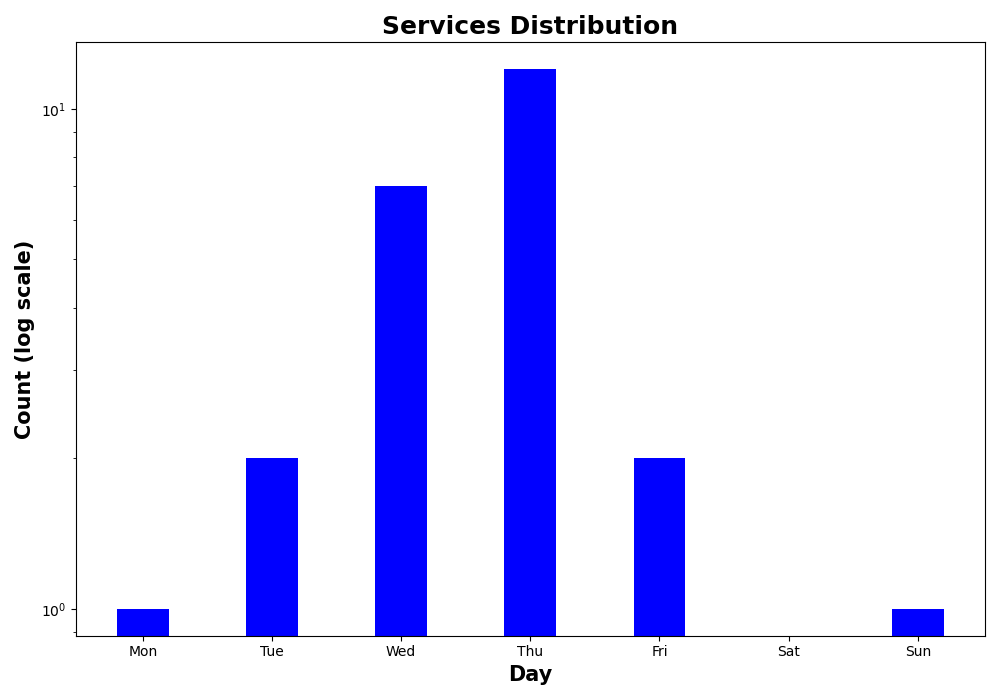 Services Distribution
Count (log scale)
10¹
10⁰
Mon Tue Wed Thu Fri Sat Sun
Day